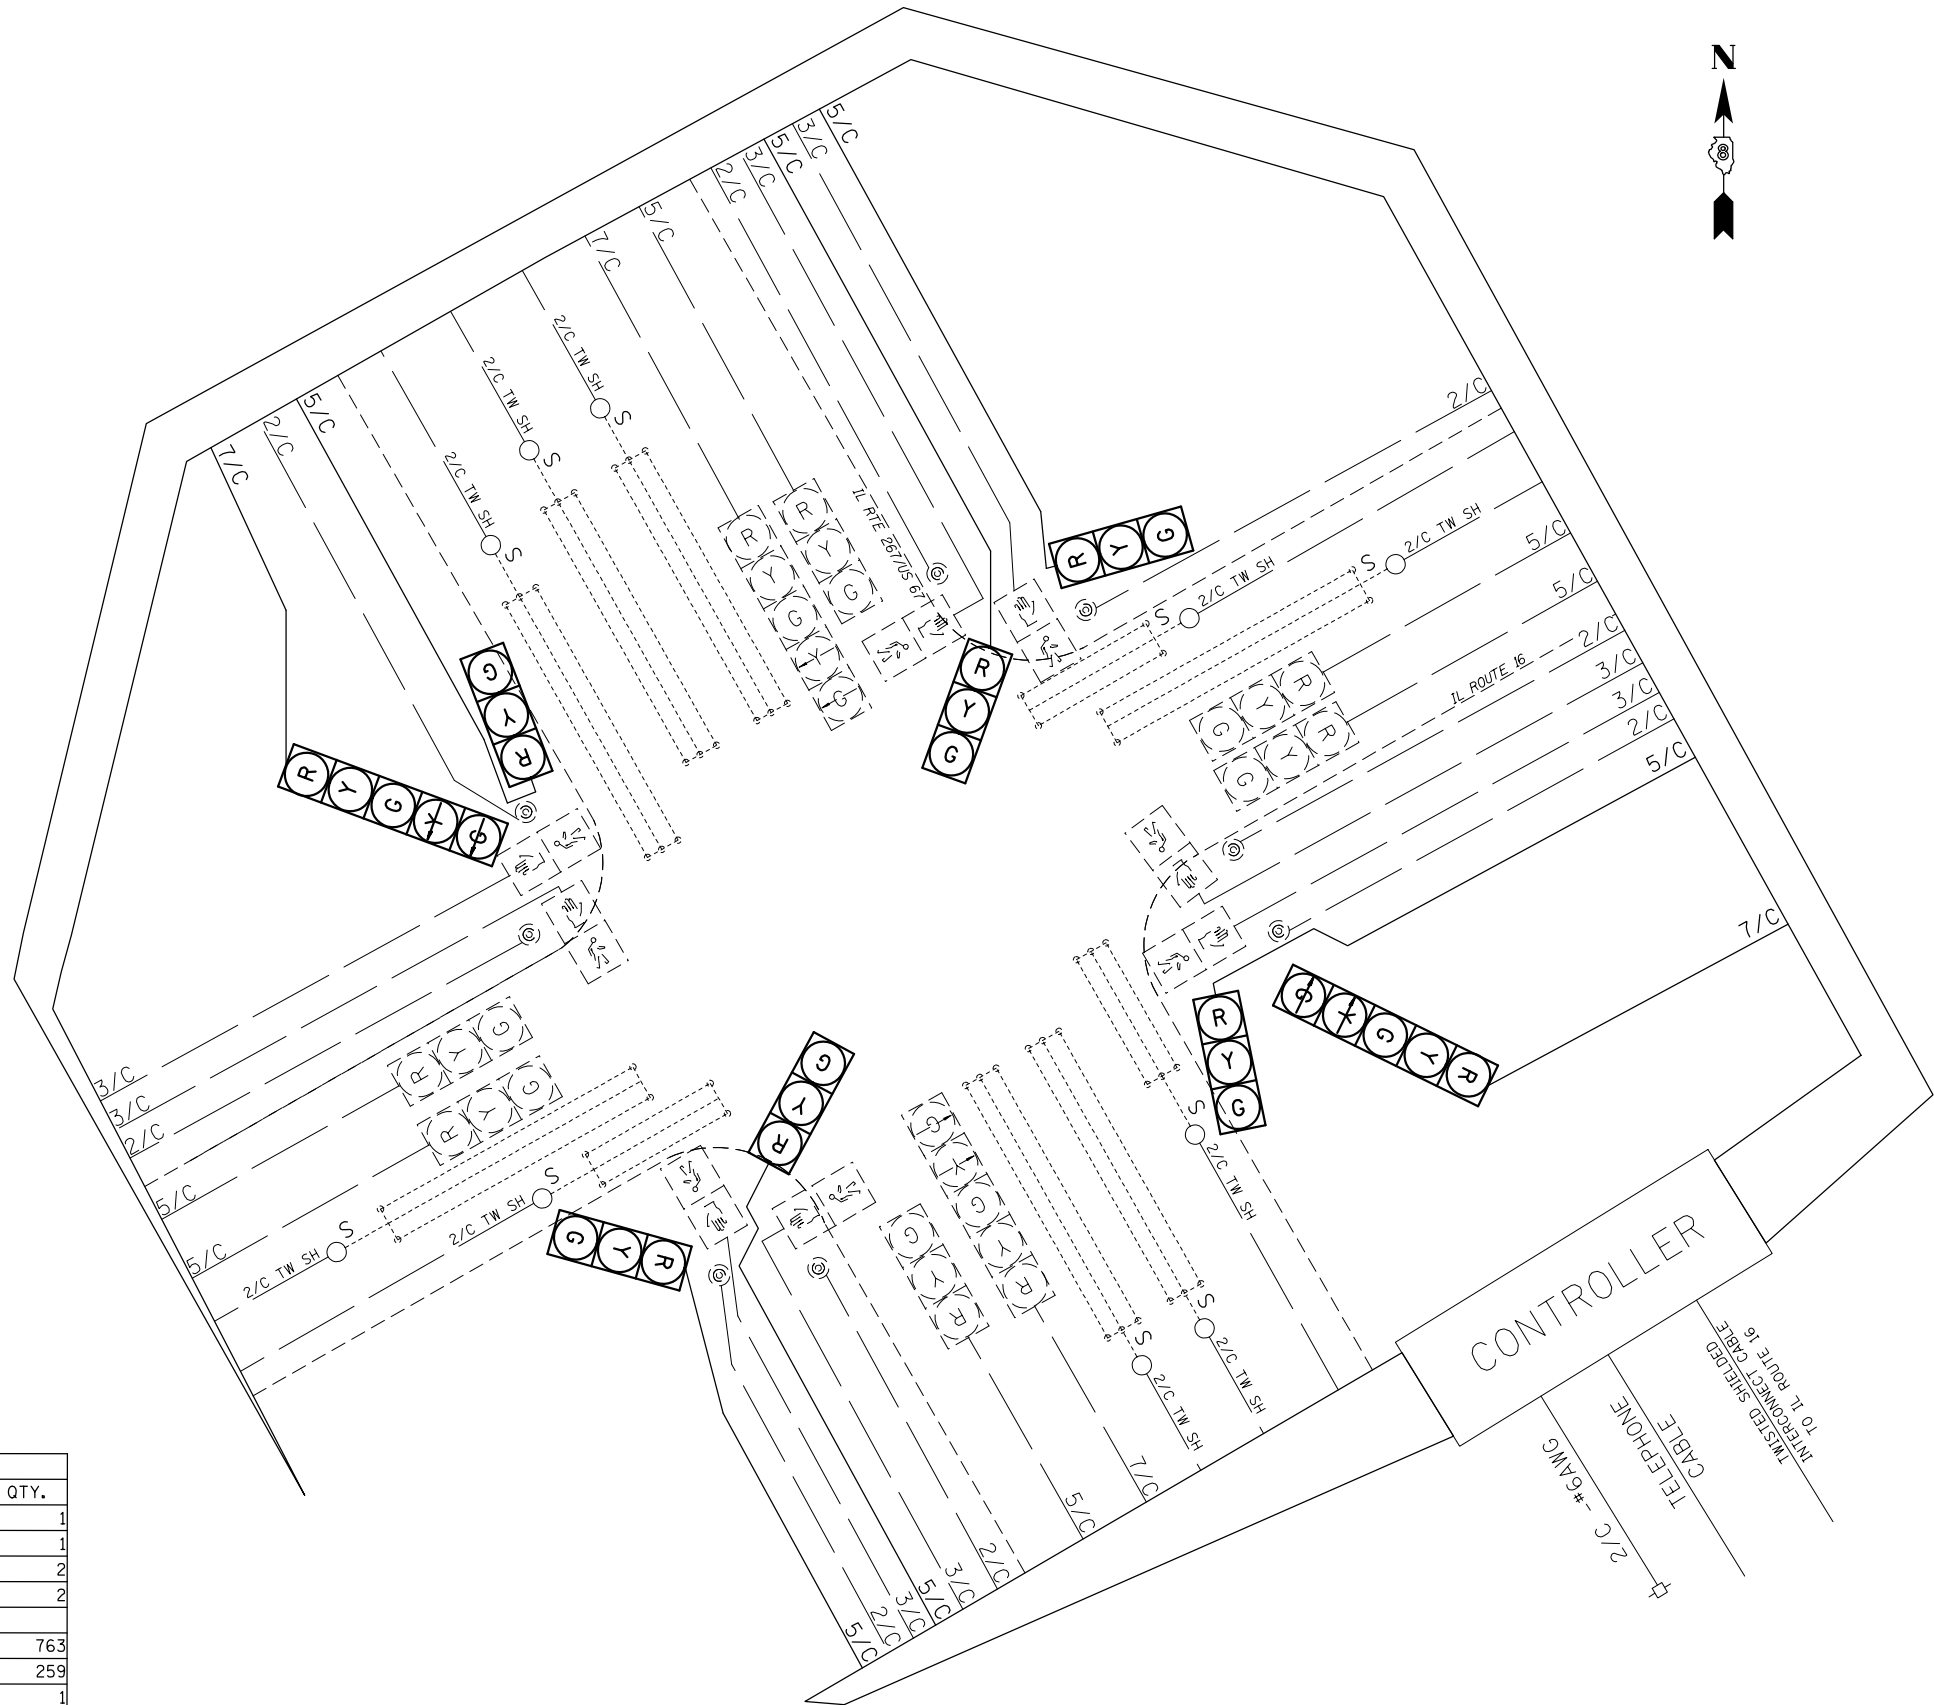 N
8
5/C
3/C
5/C
3/C
2/C
5/C
7/C
2/C TW SH
S
2/C TW SH
S
2/C TW SH
S
5/C
2/C
7/C
R
Y
G
Y
G
R
Y
G
IL RTE 267/US 67
R Y G
R
Y
G
G
Y
R
R Y G Y G
2/C
2/C TW SH
S
2/C TW SH
S
5/C
5/C
2/C
3/C
3/C
2/C
5/C
7/C
IL ROUTE 16
G Y R
G Y R
G Y G Y R
R
Y
G
3/C
3/C
2/C
5/C
5/C
R Y G
R Y G
2/C TW SH
S
2/C TW SH
S
G
Y
R
G Y R
G
Y
G
Y
R
G
Y
R
S
2/C TW SH
S
2/C TW SH
S
2/C TW SH
7/C
5/C
2/C
3/C
5/C
3/C
2/C
5/C
CONTROLLER
2/C -#6AWG
TELEPHONE
CABLE
TWISTED SHIELDED
INTERCONNECT CABLE
TO IL ROUTE 16
QTY.
1
1
2
2
763
259
1